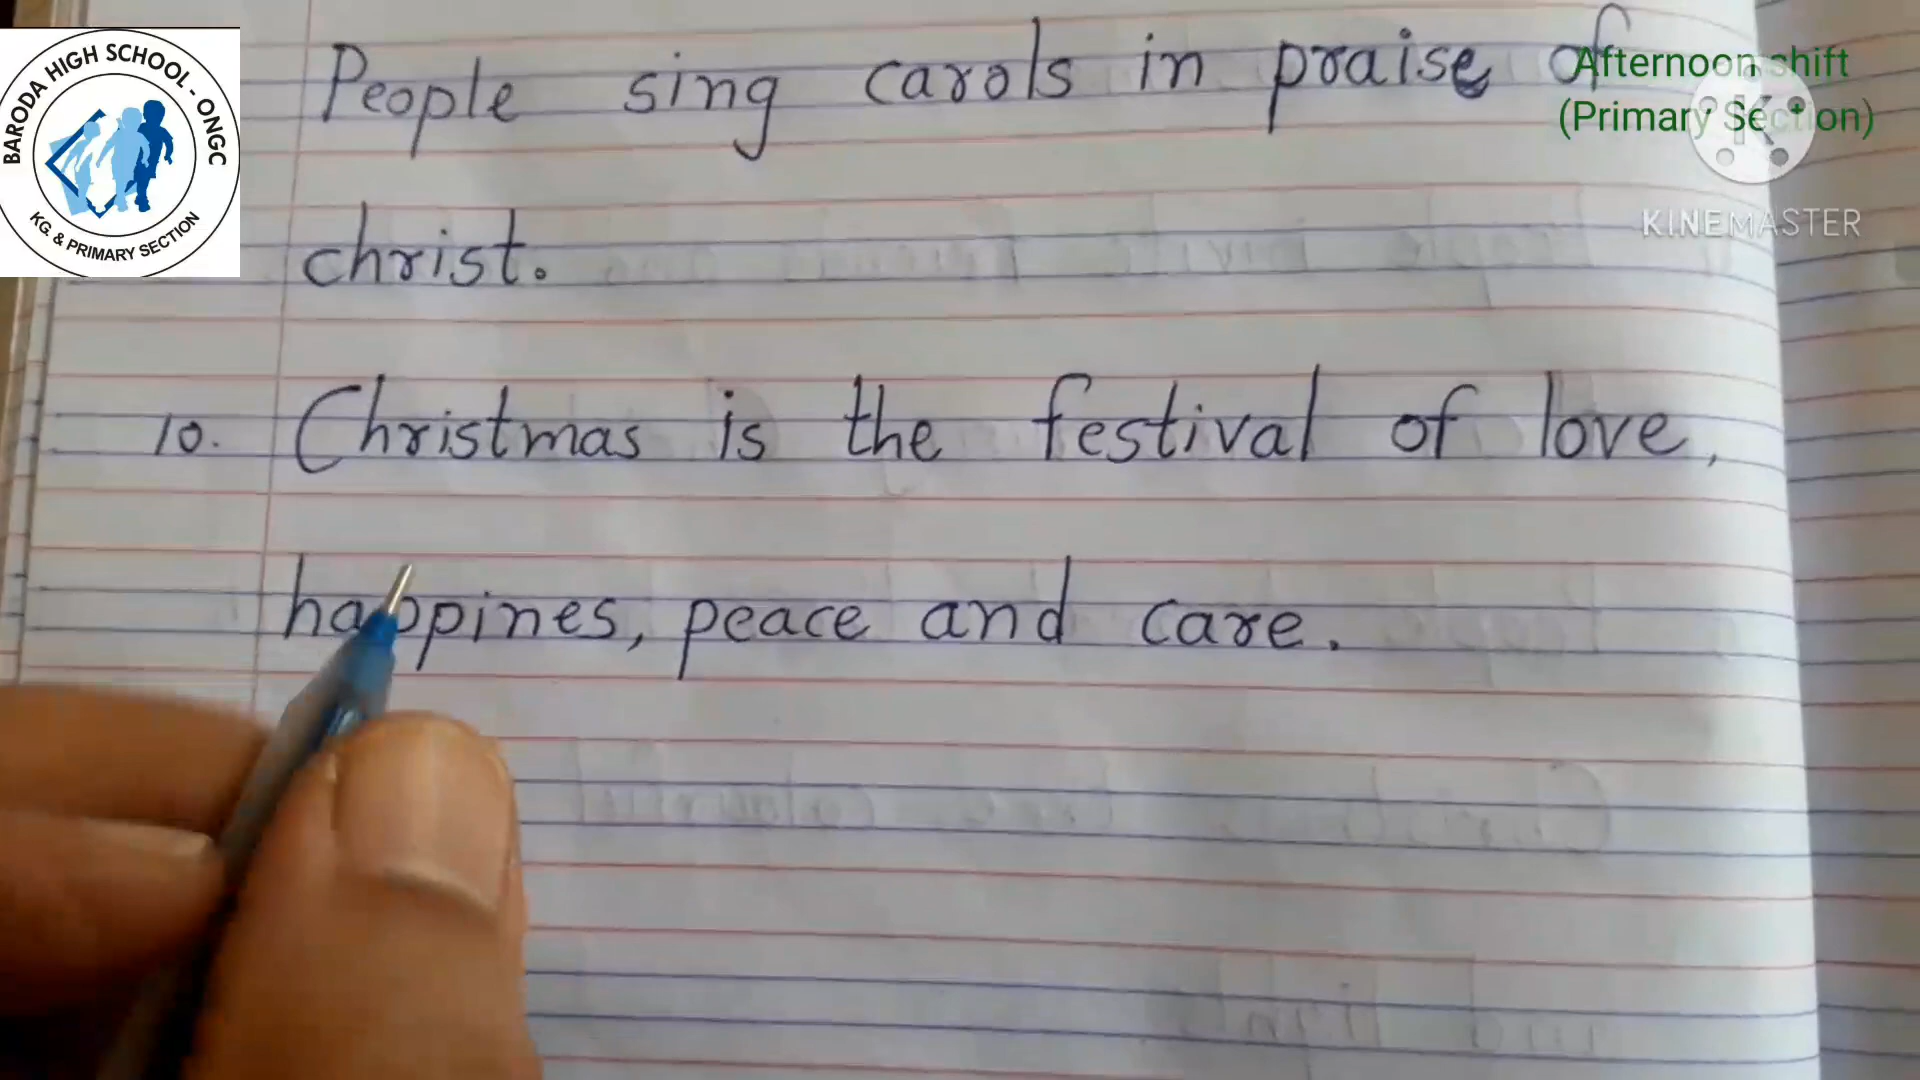 BARODA HIGH SCHOOL - ONGC
KG & PRIMARY SECTION
Afternoon shift
(Primary Section)
KINEMASTER
People sing carols in praise of
christ.
10. Christmas is the festival of love,
happines, peace and care.